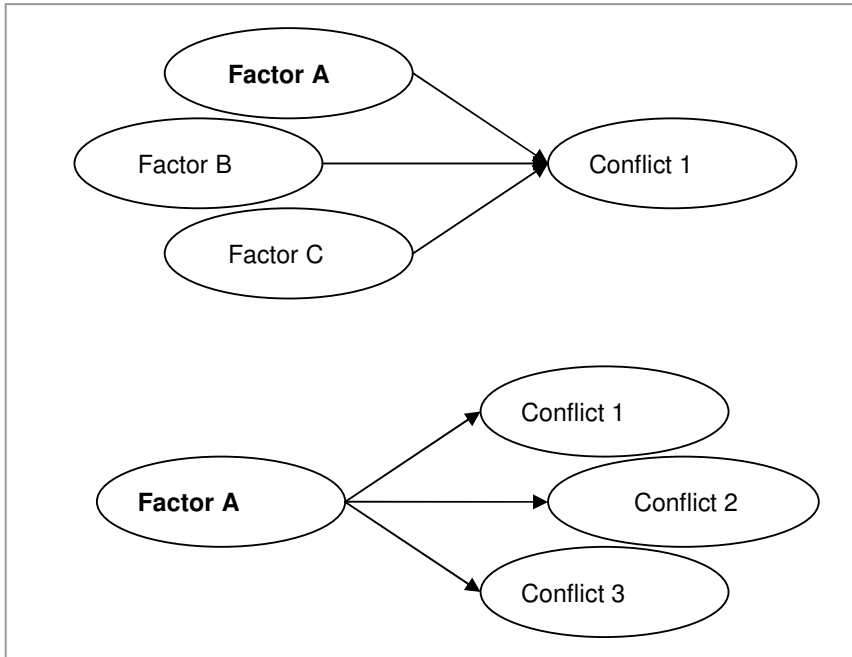 Factor A
Factor B
Conflict 1
Factor C
Conflict 1
Factor A
Conflict 2
Conflict 3